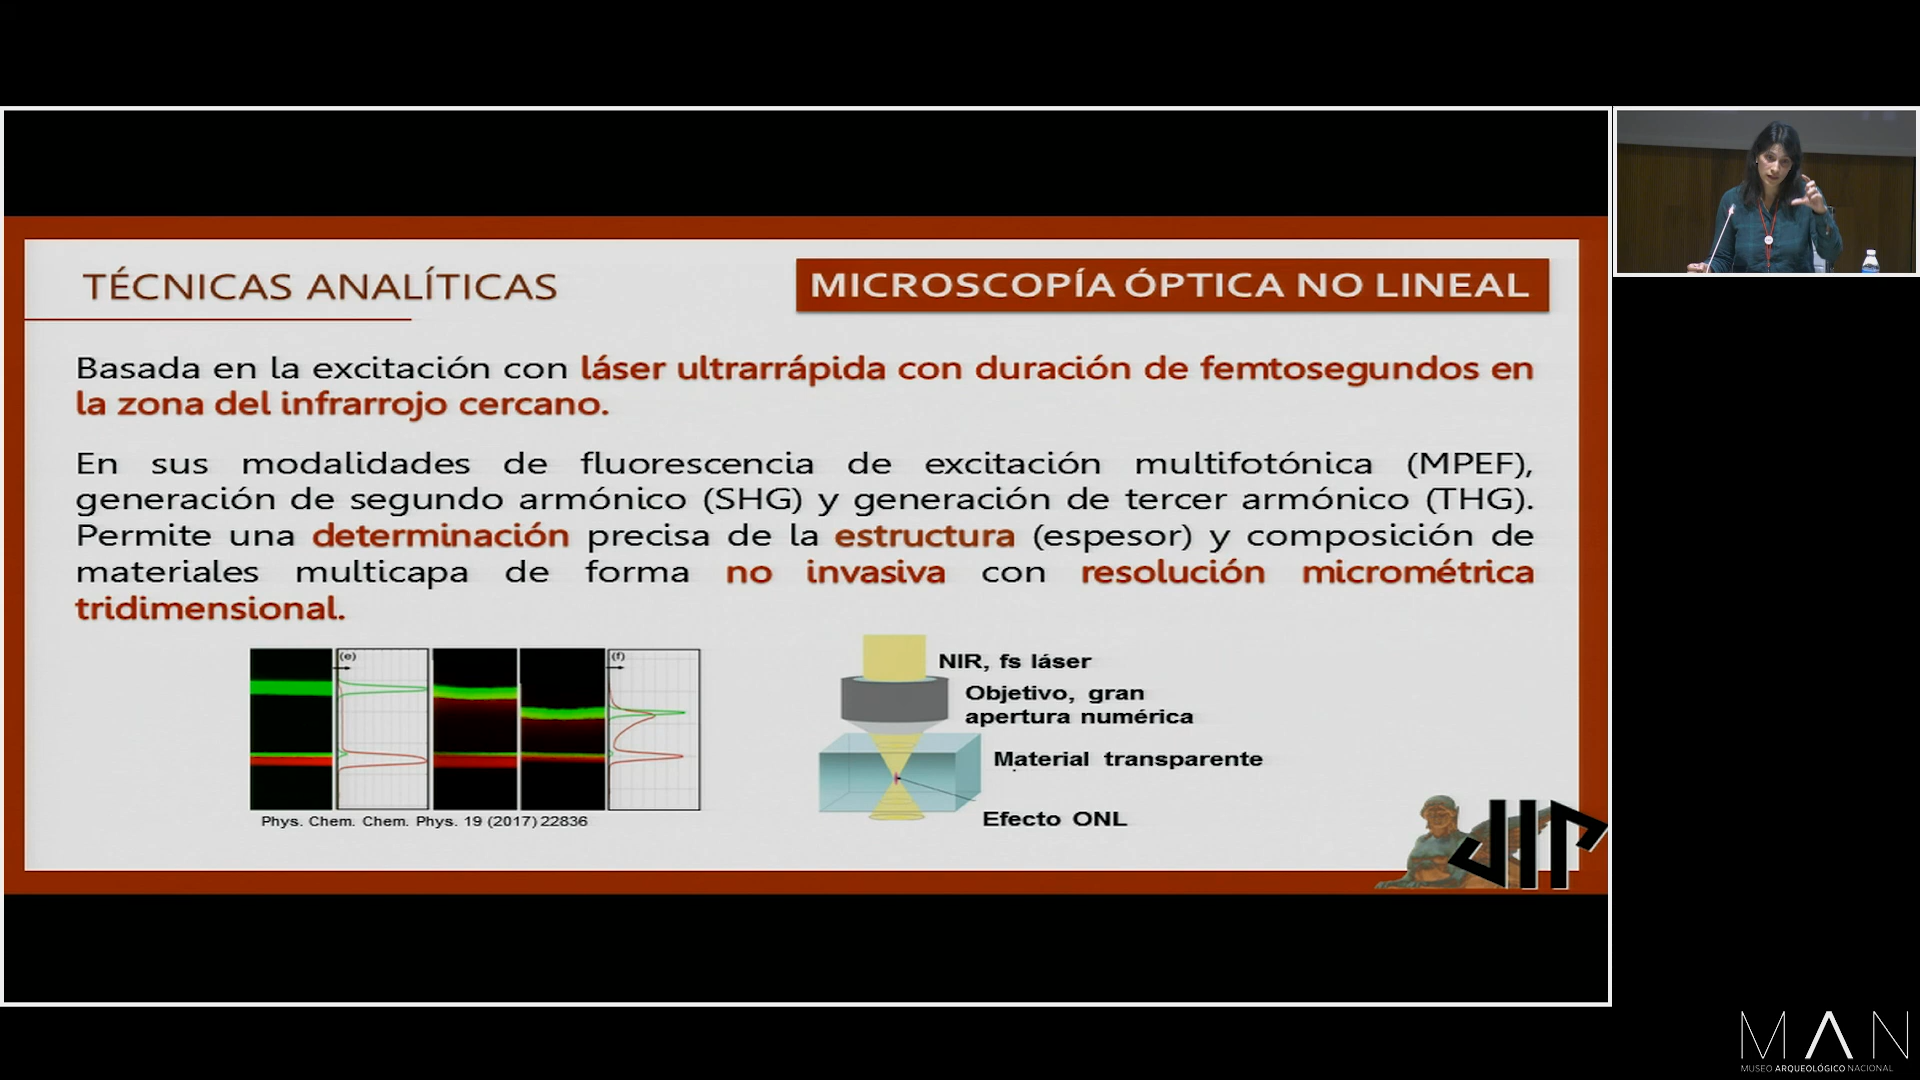 TÉCNICAS ANALÍTICAS
MICROSCOPÍA ÓPTICA NO LINEAL
Basada en la excitación con láser ultrarrápida con duración de femtosegundos en
la zona del infrarrojo cercano.
En sus modalidades de fluorescencia de excitación multifotónica (MPEF),
generación de segundo armónico (SHG) y generación de tercer armónico (THG).
Permite una determinación precisa de la estructura (espesor) y composición de
materiales multicapa de forma no invasiva con resolución micrométrica
tridimensional.
(e)
(f)
Phys. Chem. Chem. Phys. 19 (2017) 22836
NIR, fs láser
Objetivo, gran
apertura numérica
Material transparente
Efecto ONL
MAN
MUSEO ARQUEOLÓGICO NACIONAL